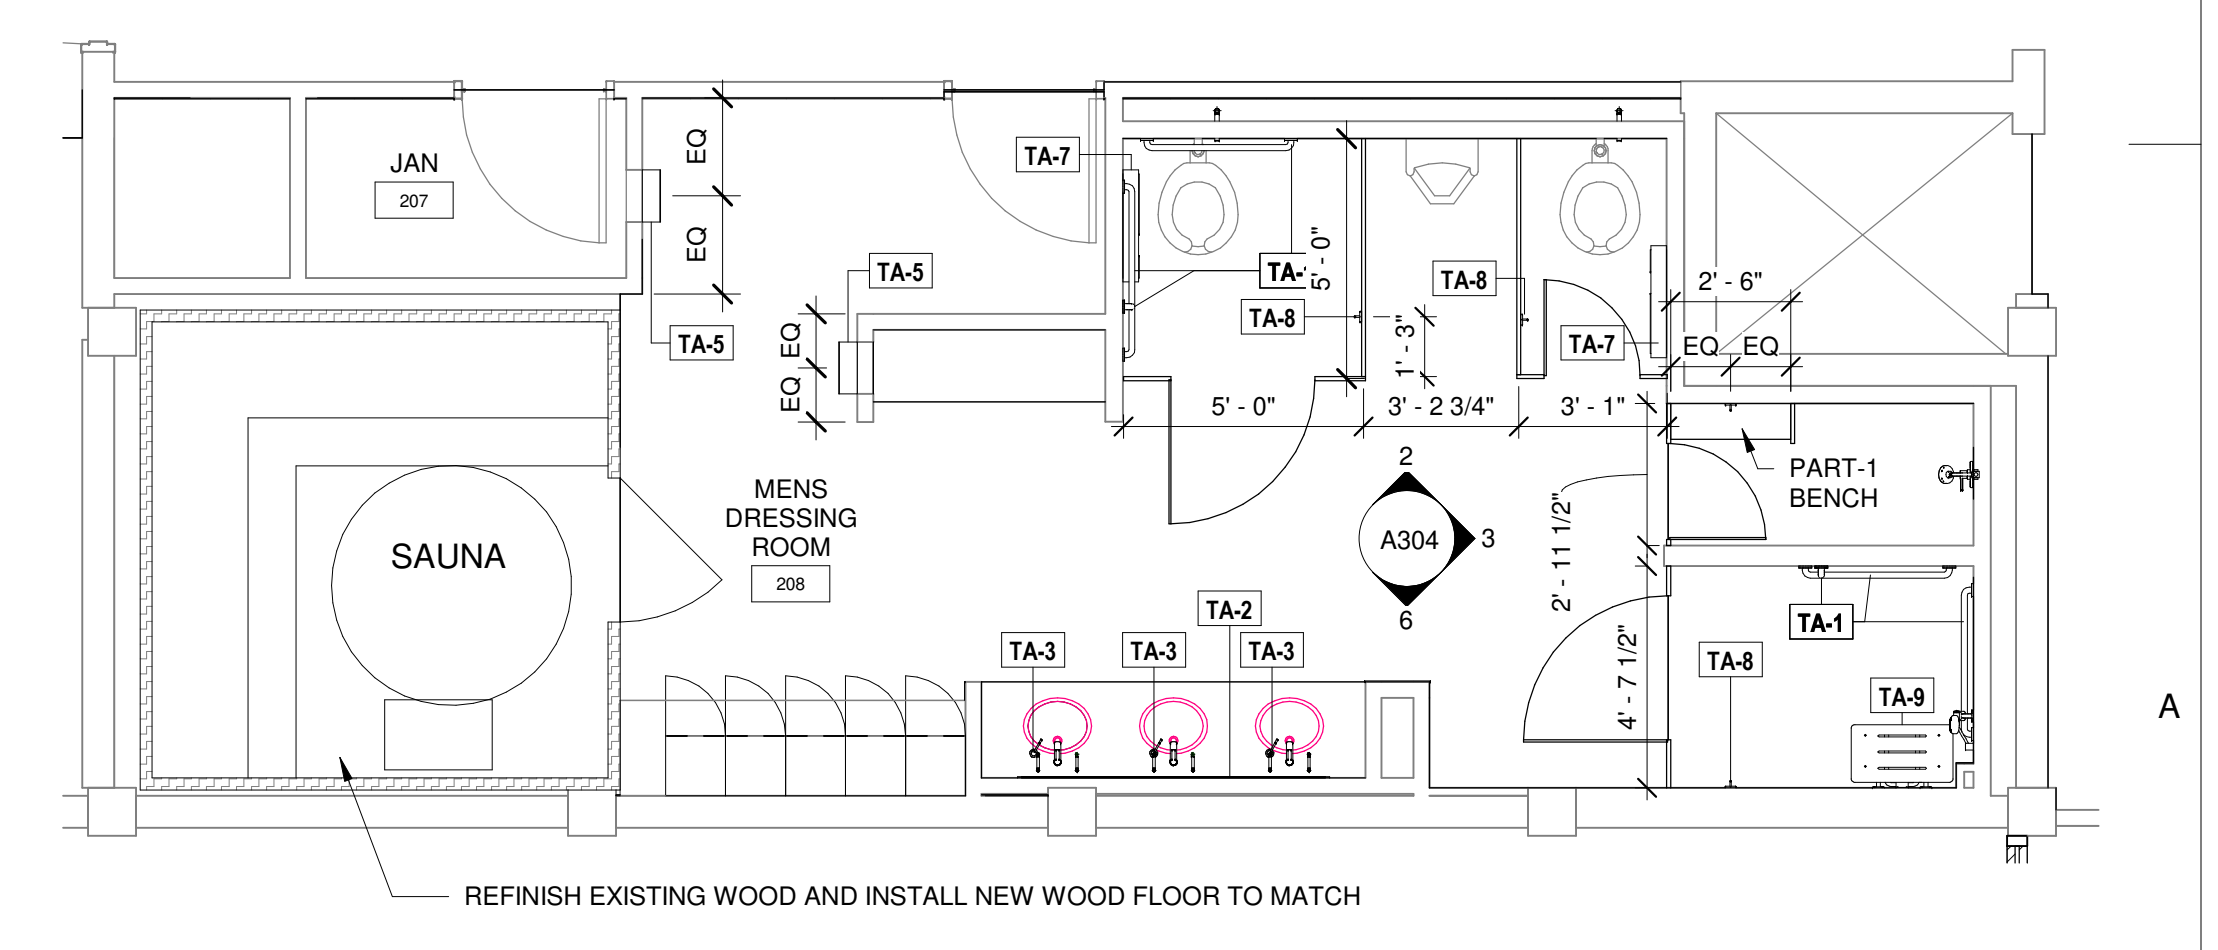 JAN
207
EQ
EQ
TA-7
TA-5
TA-5
EQ
EQ
TA-
5' - 0"
TA-8
TA-8
1' - 3"
TA-7
2' - 6"
EQ
EQ
5' - 0"
3' - 2 3/4"
3' - 1"
PART-1
BENCH
MENS
DRESSING
ROOM
208
SAUNA
2
A304
3
6
2' - 11 1/2"
4' - 7 1/2"
TA-2
TA-3
TA-3
TA-3
TA-1
TA-8
TA-9
A
REFINISH EXISTING WOOD AND INSTALL NEW WOOD FLOOR TO MATCH